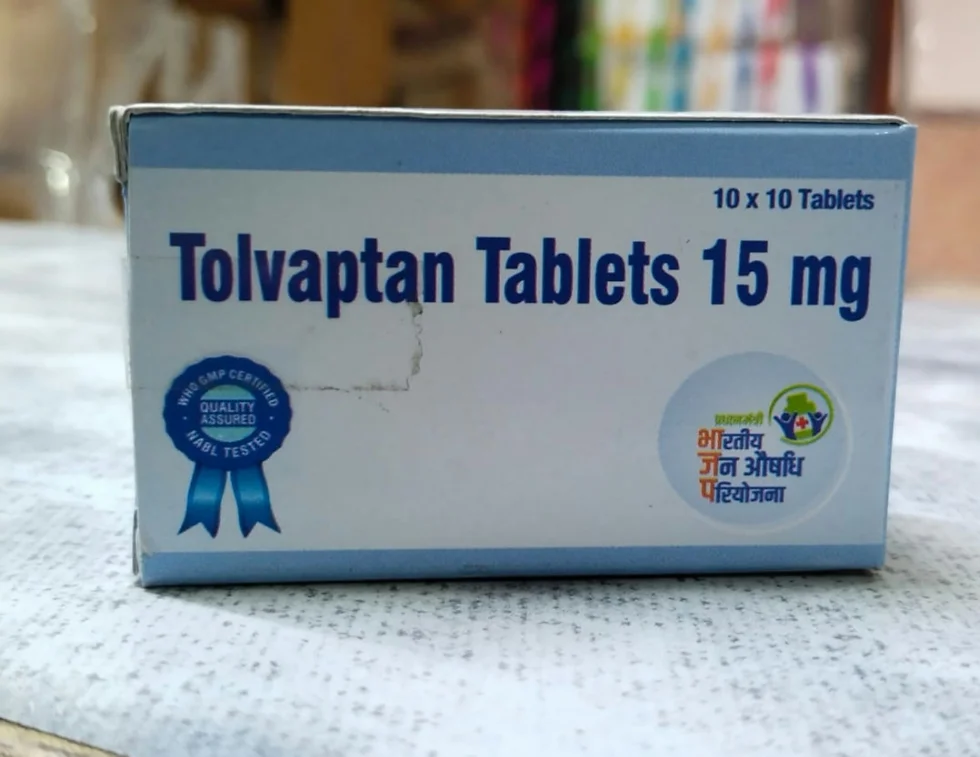 10 x 10 Tablets
Tolvaptan Tablets 15 mg
WHO GMP CERTIFIED
QUALITY
ASSURED
NABL TESTED
प्रधानमंत्री
भारतीय
जन औषधि
परियोजना